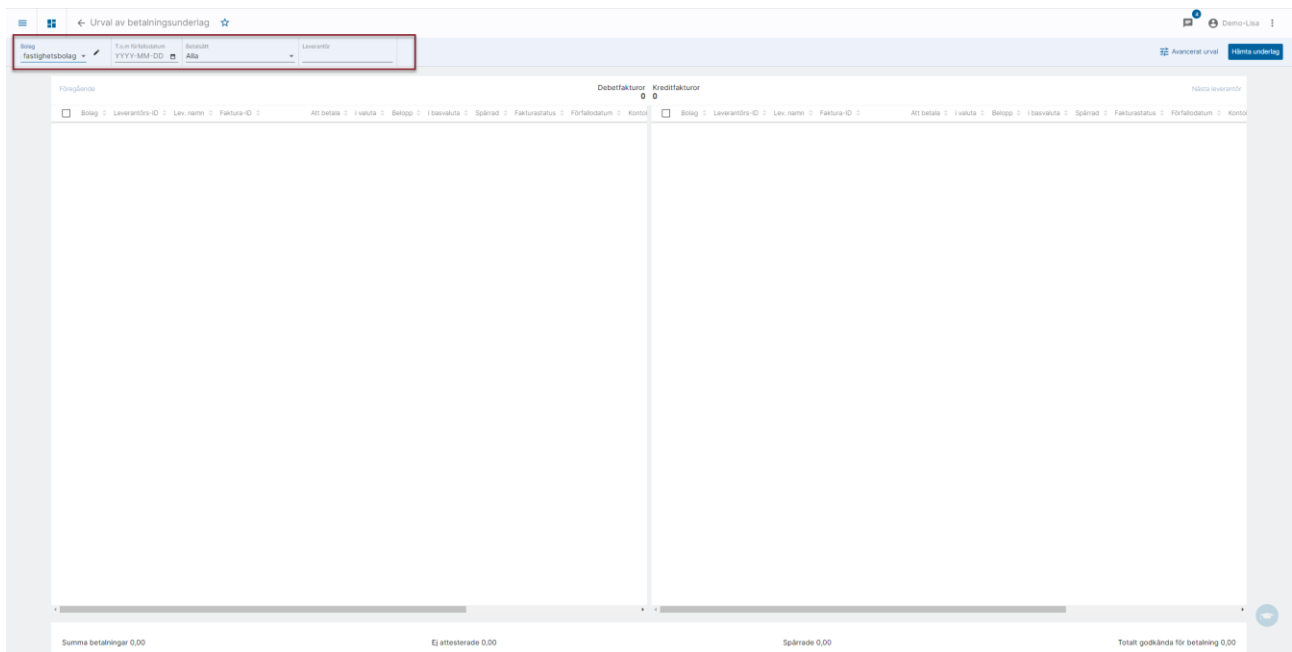 Urval av betalningsunderlag
4
Demo-Lisa
Bolag
fastighetsbolag
T.o.m förfallodatum
YYYY-MM-DD
Betalsätt
Alla
Leverantör
Avancerat urval
Hämta underlag
Föregående
Debetfakturor
0
Kreditfakturor
0
Nästa leverantör
Bolag Leverantörs-ID Lev. namn Faktura-ID Att betala I valuta Belopp I basvaluta Spärrad Fakturastatus Förfallodatum Kontot
Bolag Leverantörs-ID Lev. namn Faktura-ID Att betala I valuta Belopp I basvaluta Spärrad Fakturastatus Förfallodatum Kontot
Summa betalningar 0,00
Ej attesterade 0,00
Spärrade 0,00
Totalt godkända för betalning 0,00